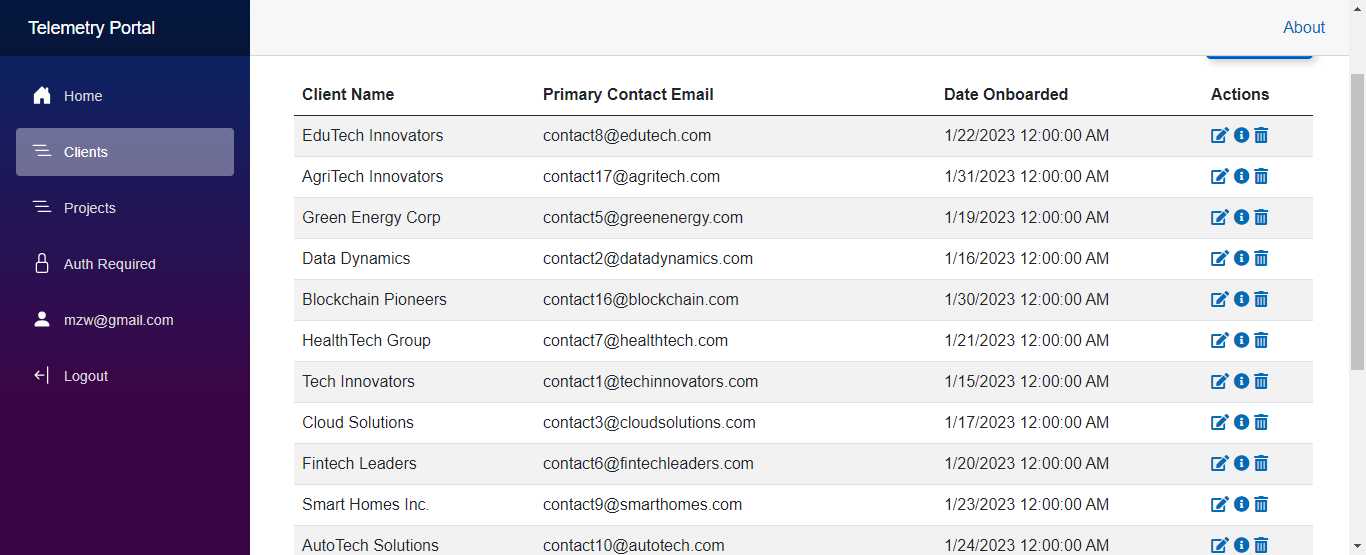 Telemetry Portal
About
Home
Clients
Projects
Auth Required
mzw@gmail.com
Logout
Client Name Primary Contact Email Date Onboarded Actions
EduTech Innovators contact8@edutech.com 1/22/2023 12:00:00 AM
AgriTech Innovators contact17@agritech.com 1/31/2023 12:00:00 AM
Green Energy Corp contact5@greenenergy.com 1/19/2023 12:00:00 AM
Data Dynamics contact2@datadynamics.com 1/16/2023 12:00:00 AM
Blockchain Pioneers contact16@blockchain.com 1/30/2023 12:00:00 AM
HealthTech Group contact7@healthtech.com 1/21/2023 12:00:00 AM
Tech Innovators contact1@techinnovators.com 1/15/2023 12:00:00 AM
Cloud Solutions contact3@cloudsolutions.com 1/17/2023 12:00:00 AM
Fintech Leaders contact6@fintechleaders.com 1/20/2023 12:00:00 AM
Smart Homes Inc. contact9@smarthomes.com 1/23/2023 12:00:00 AM
AutoTech Solutions contact10@autotech.com 1/24/2023 12:00:00 AM